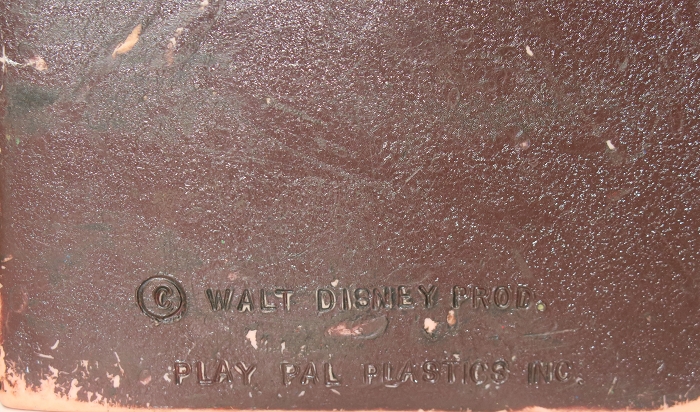 © WALT DISNEY PROD.
PLAY PAL PLASTICS INC.